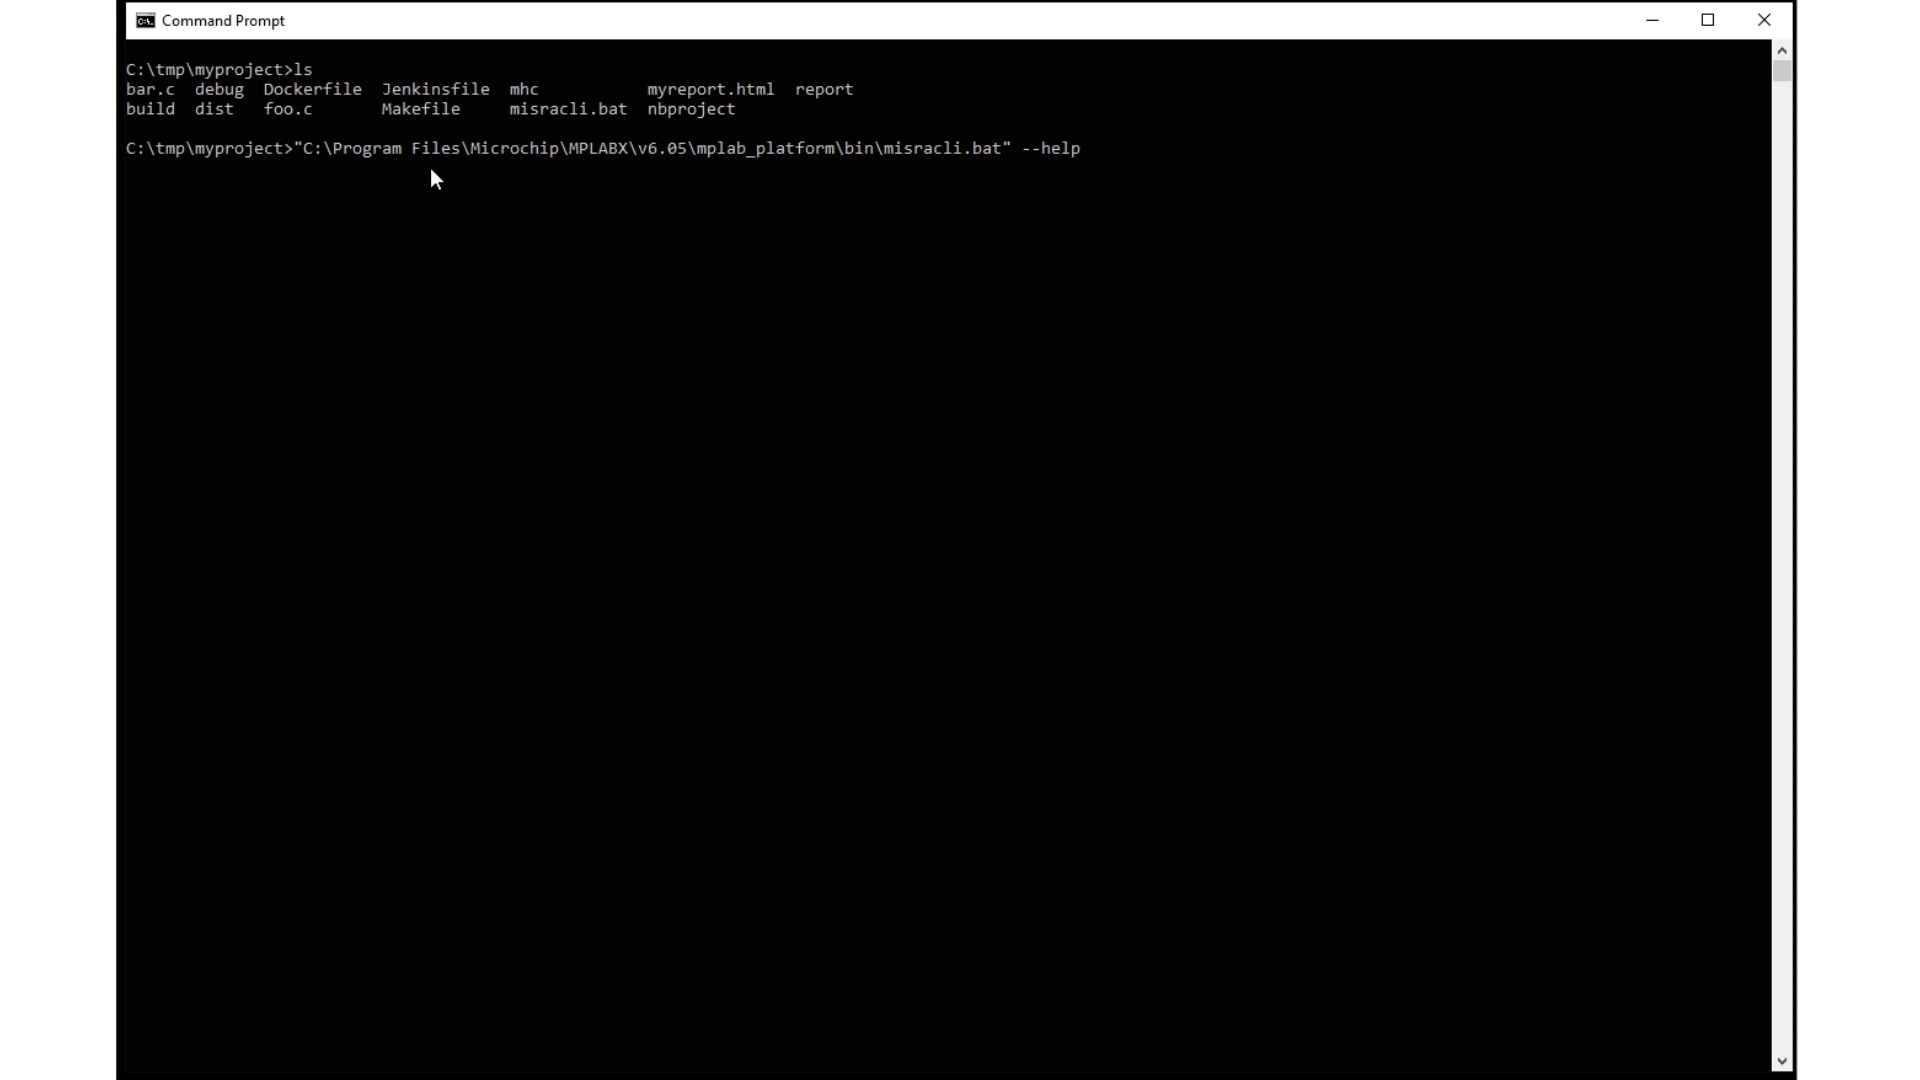 Command Prompt
C:\tmp\myproject>ls
bar.c  debug  Dockerfile  Jenkinsfile  mhc           myreport.html  report
build  dist   foo.c       Makefile     misracli.bat  nbproject
C:\tmp\myproject>"C:\Program Files\Microchip\MPLABX\v6.05\mplab_platform\bin\misracli.bat" --help